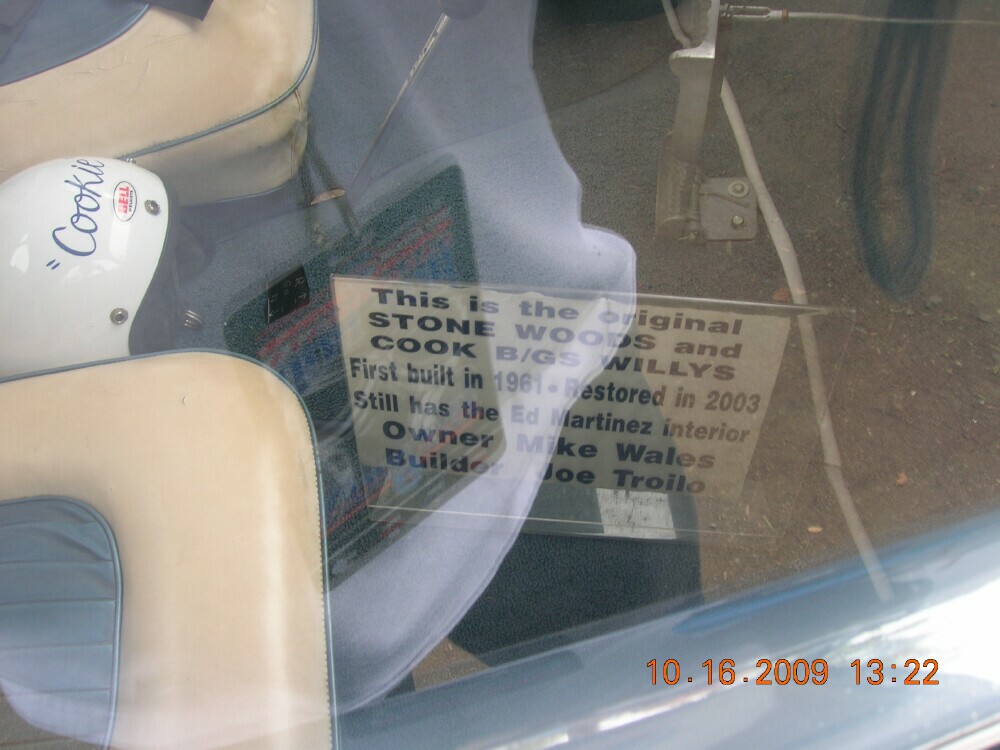 "Cookie
BELL
This is the original
STONE WOODS and
COOK B/GS WILLYS
First built in 1961 • Restored in 2003
Still has the Ed Martinez interior
Owner Mike Wales
Builder Joe Troilo
10.16.2009 13:22